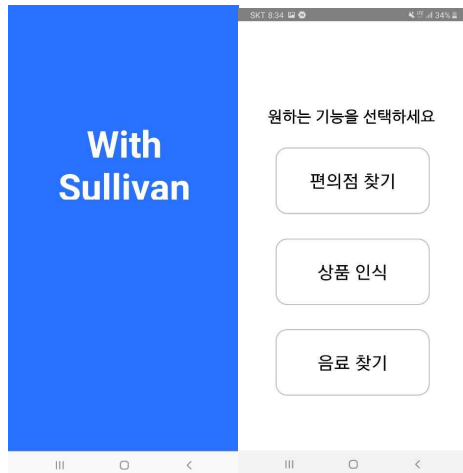 With
Sullivan
SKT 8:34
LTE 34%
원하는 기능을 선택하세요
편의점 찾기
상품 인식
음료 찾기